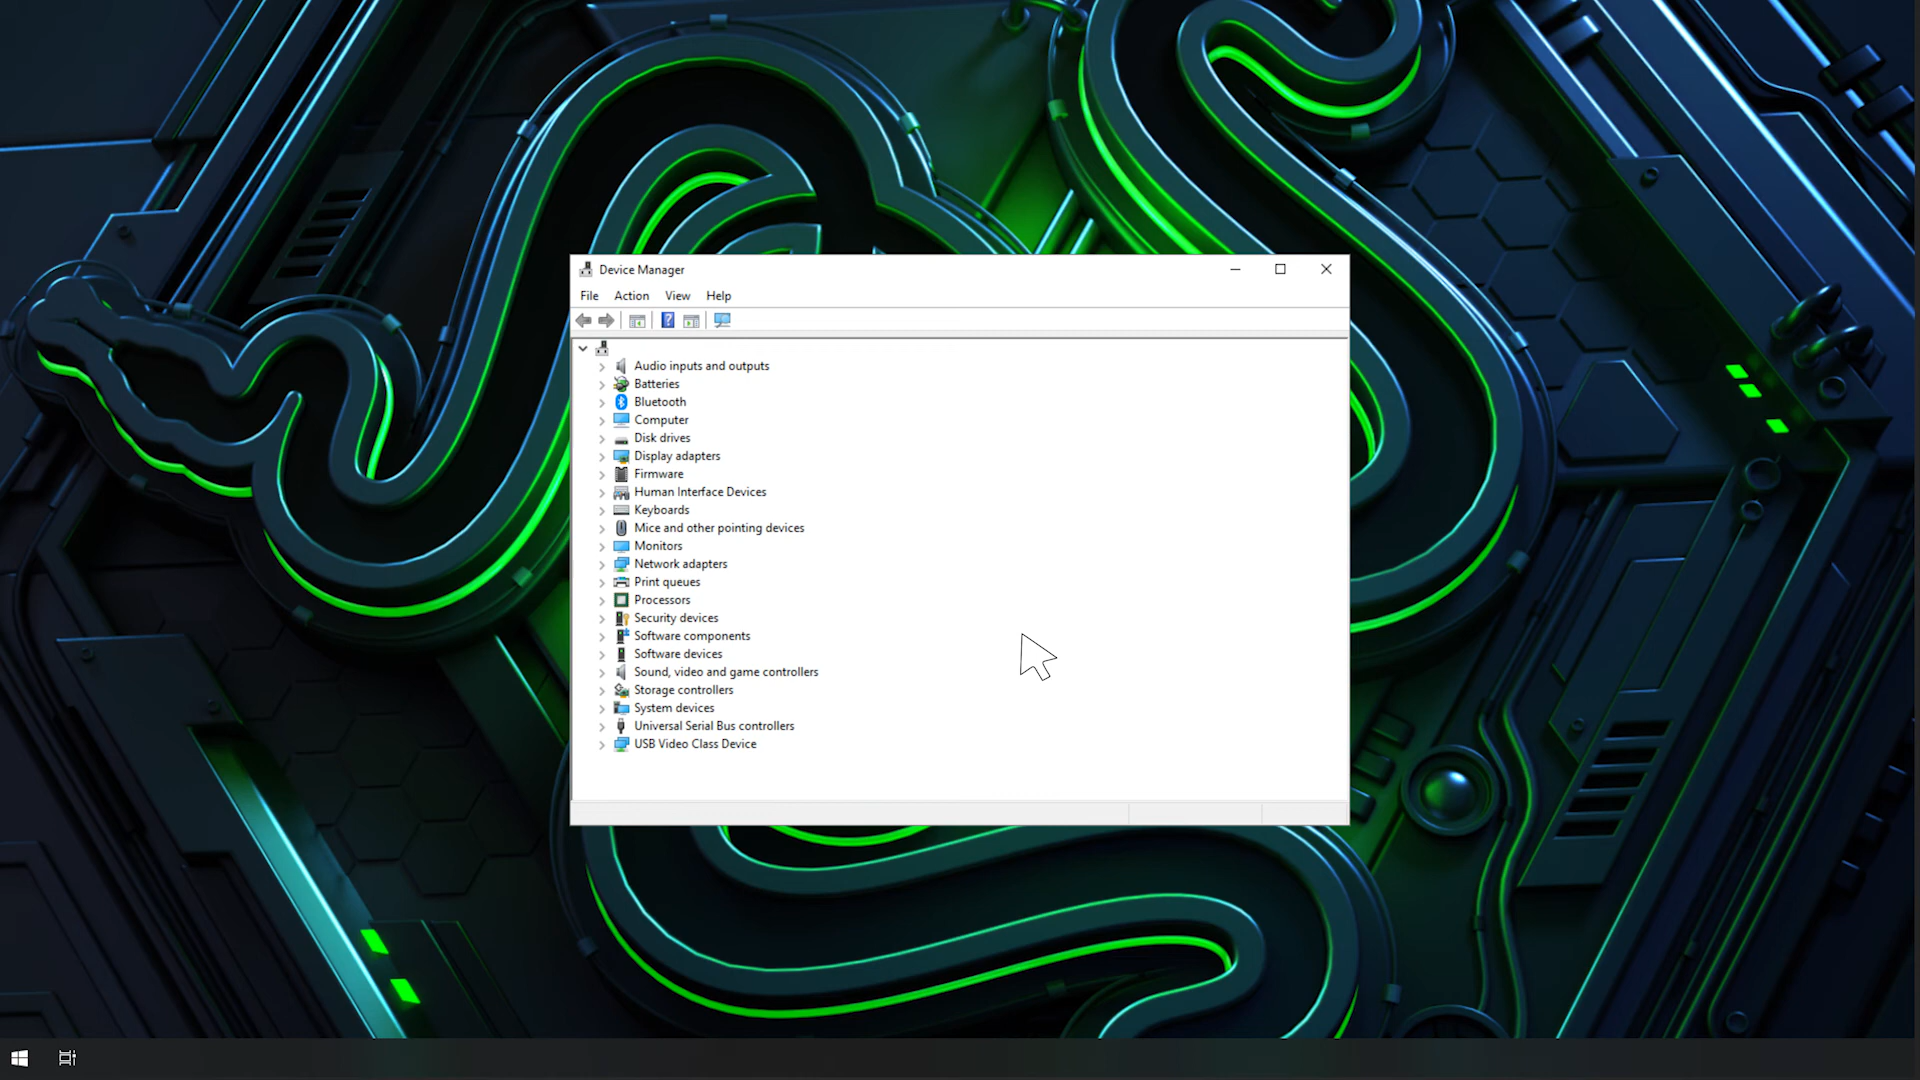 Device Manager
File Action View Help
Audio inputs and outputs
Batteries
Bluetooth
Computer
Disk drives
Display adapters
Firmware
Human Interface Devices
Keyboards
Mice and other pointing devices
Monitors
Network adapters
Print queues
Processors
Security devices
Software components
Software devices
Sound, video and game controllers
Storage controllers
System devices
Universal Serial Bus controllers
USB Video Class Device